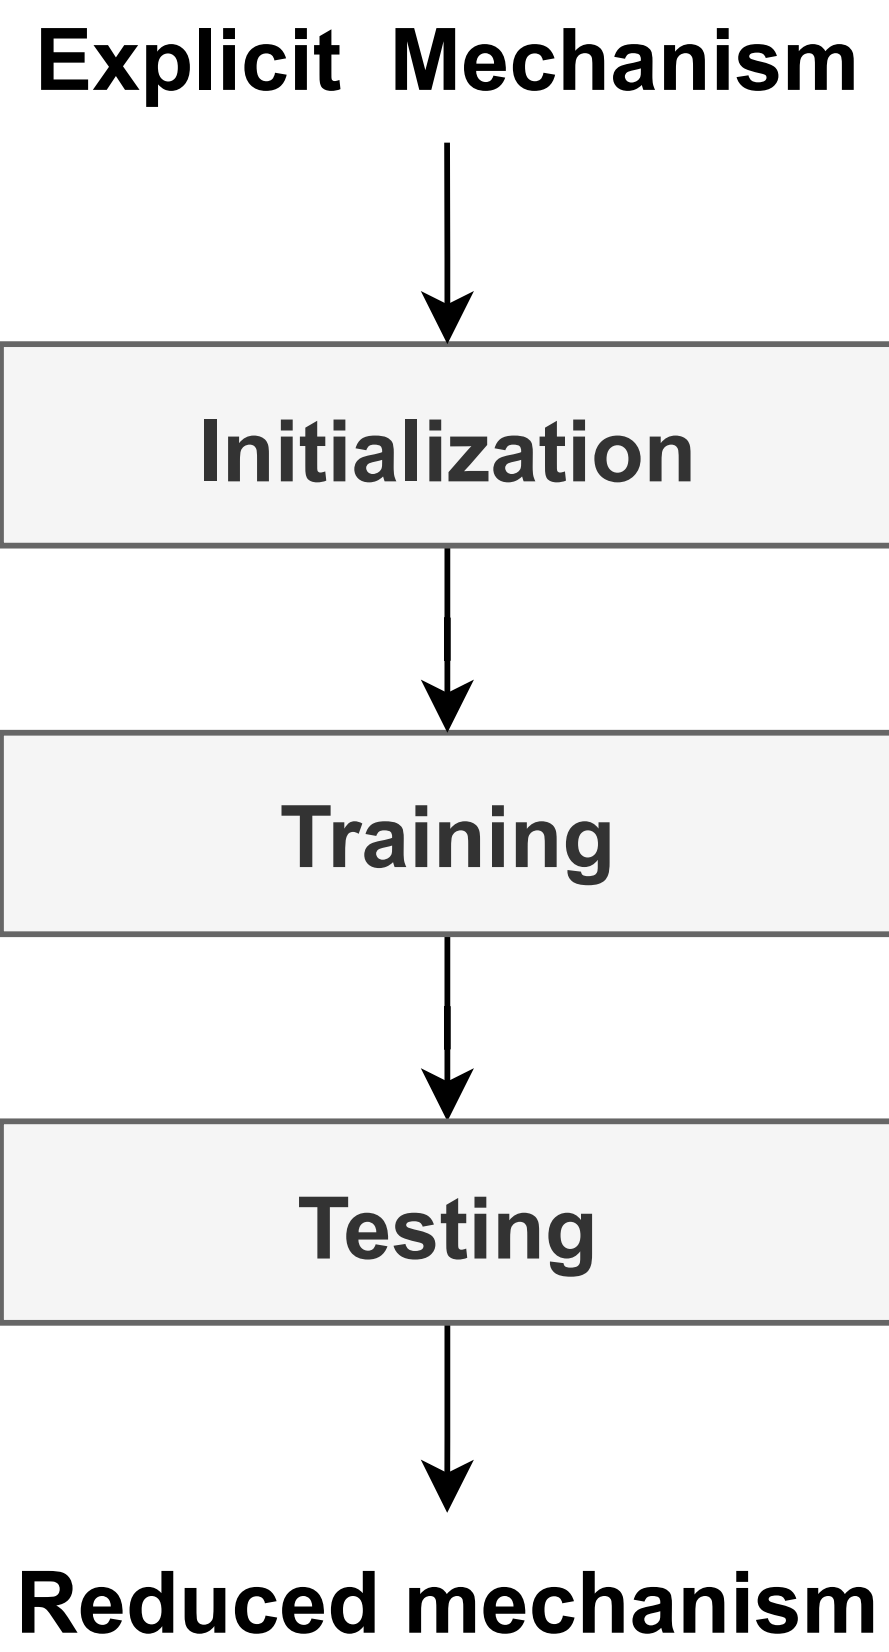 Explicit  Mechanism
Initialization
Training
Testing
Reduced mechanism